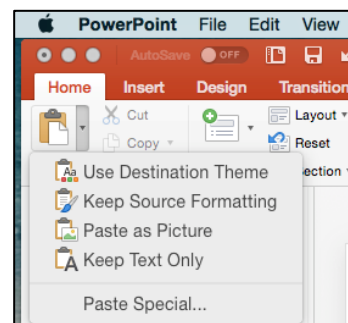 PowerPoint File Edit View
AutoSave OFF
Home Insert Design Transition
Cut
Layout
Copy
Reset
Use Destination Theme
Keep Source Formatting
Paste as Picture
Keep Text Only
Paste Special...